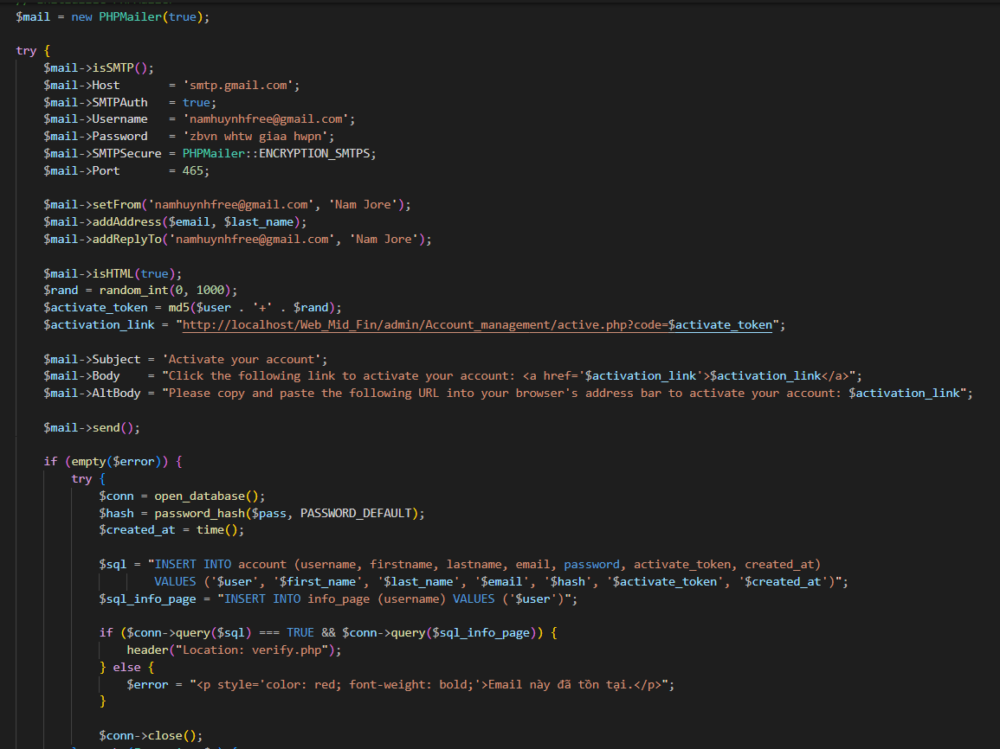 $mail = new PHPMailer(true);
try {
$mail->isSMTP();
$mail->Host = 'smtp.gmail.com';
$mail->SMTPAuth = true;
$mail->Username = 'namhuynhfree@gmail.com';
$mail->Password = 'zbvn whtw giaa hwpn';
$mail->SMTPSecure = PHPMailer::ENCRYPTION_SMTPS;
$mail->Port = 465;
$mail->setFrom('namhuynhfree@gmail.com', 'Nam Jore');
$mail->addAddress($email, $last_name);
$mail->addReplyTo('namhuynhfree@gmail.com', 'Nam Jore');
$mail->isHTML(true);
$rand = random_int(0, 1000);
$activate_token = md5($user . '+' . $rand);
$activation_link = "http://localhost/Web_Mid_Fin/admin/Account_management/active.php?code=$activate_token";
$mail->Subject = 'Activate your account';
$mail->Body = "Click the following link to activate your account: <a href='$activation_link'>$activation_link</a>";
$mail->AltBody = "Please copy and paste the following URL into your browser's address bar to activate your account: $activation_link";
$mail->send();
if (empty($error)) {
try {
$conn = open_database();
$hash = password_hash($pass, PASSWORD_DEFAULT);
$created_at = time();
$sql = "INSERT INTO account (username, firstname, lastname, email, password, activate_token, created_at)
VALUES ('$user', '$first_name', '$last_name', '$email', '$hash', '$activate_token', '$created_at')";
$sql_info_page = "INSERT INTO info_page (username) VALUES ('$user')";
if ($conn->query($sql) === TRUE && $conn->query($sql_info_page)) {
header("Location: verify.php");
} else {
$error = "<p style='color: red; font-weight: bold;'>Email này đã tồn tại.</p>";
}
$conn->close();